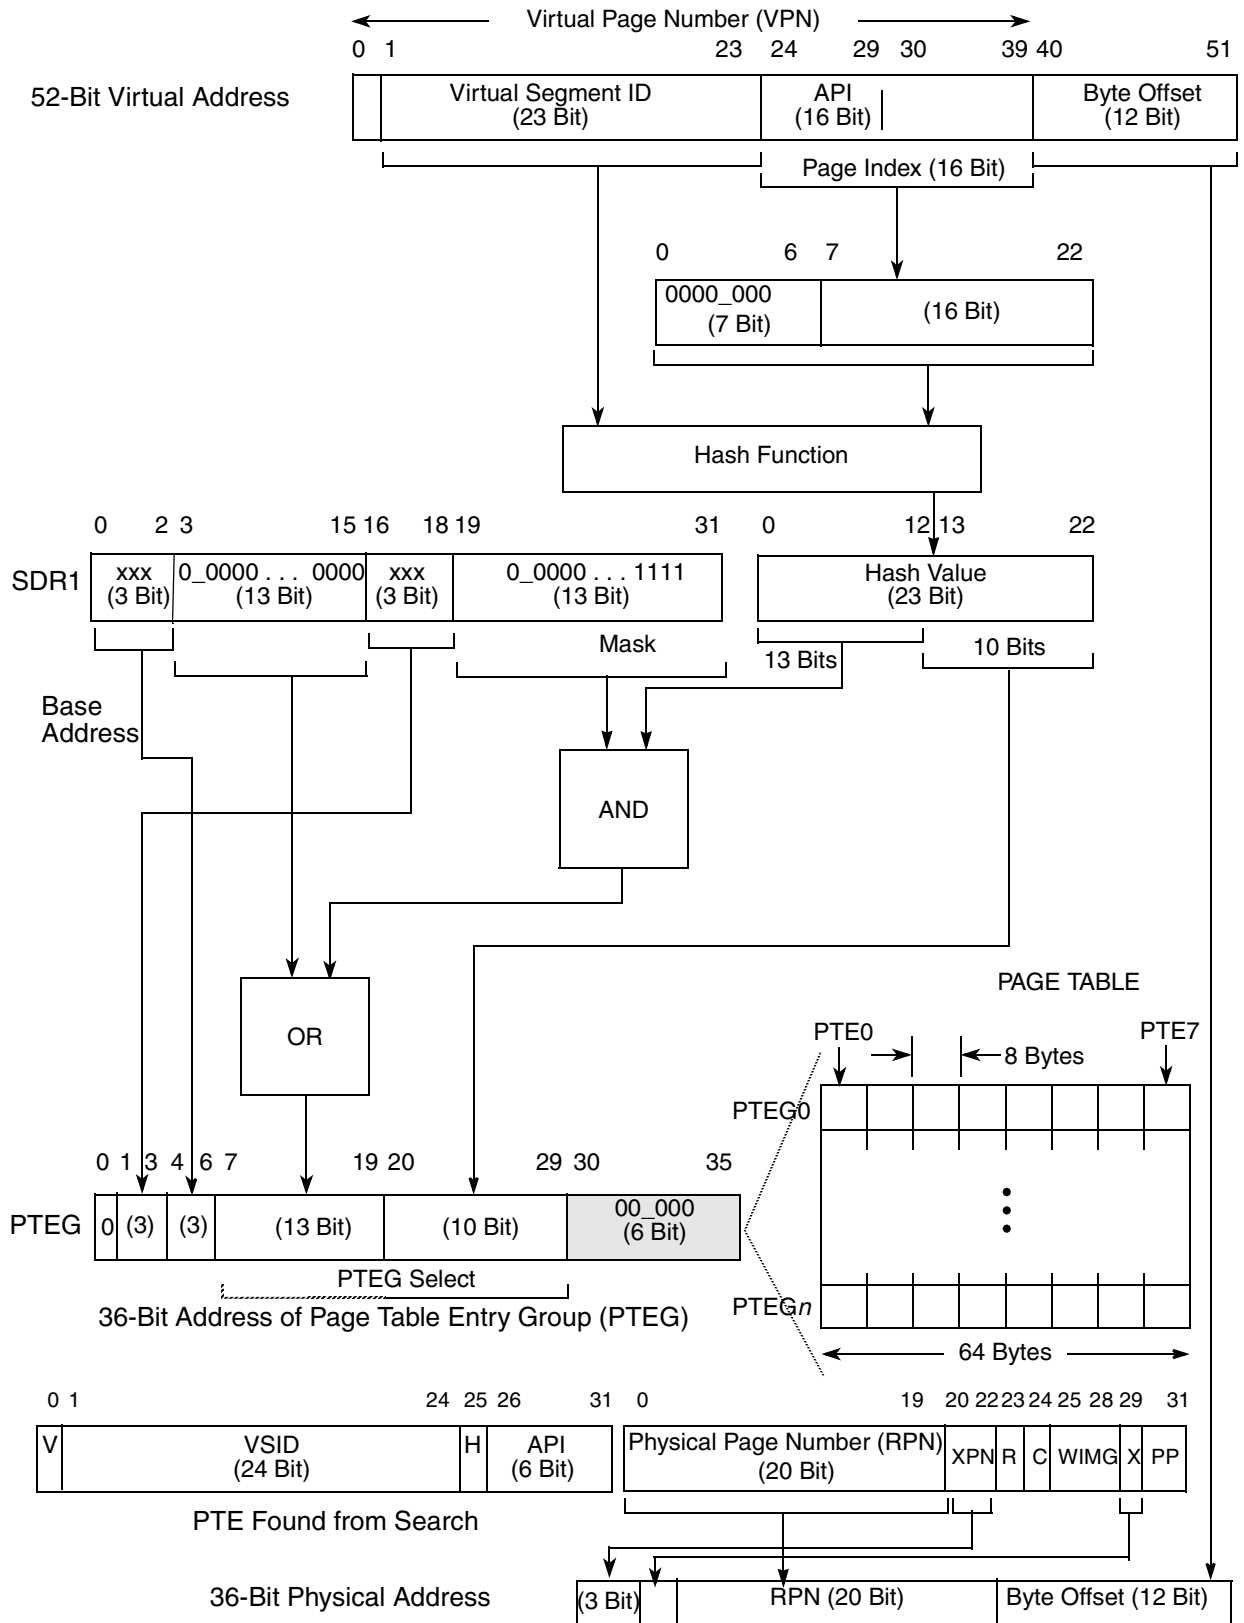 Virtual Page Number (VPN)
0 1 23 24 29 30 39 40 51
52-Bit Virtual Address
Virtual Segment ID
(23 Bit)
API
(16 Bit)
Byte Offset
(12 Bit)
Page Index (16 Bit)
0 6 7 22
0000_000
(7 Bit)
(16 Bit)
Hash Function
0 2 3 15 16 18 19 31
0 12 13 22
SDR1
xxx
(3 Bit)
0_0000 . . . 0000
(13 Bit)
xxx
(3 Bit)
0_0000 . . . 1111
(13 Bit)
Hash Value
(23 Bit)
Mask
13 Bits
10 Bits
Base
Address
AND
OR
PAGE TABLE
PTE0
8 Bytes
PTE7
PTEG0
0 1 3 4 6 7 19 20 29 30 35
PTEG
0
(3)
(3)
(13 Bit)
(10 Bit)
00_000
(6 Bit)
PTEG Select
36-Bit Address of Page Table Entry Group (PTEG)
PTEGn
64 Bytes
0 1 24 25 26 31
0 19 20 22 23 24 25 28 29 31
V
VSID
(24 Bit)
H
API
(6 Bit)
Physical Page Number (RPN)
(20 Bit)
XPN
R
C
WIMG
X
PP
PTE Found from Search
36-Bit Physical Address
(3 Bit)
RPN (20 Bit)
Byte Offset (12 Bit)